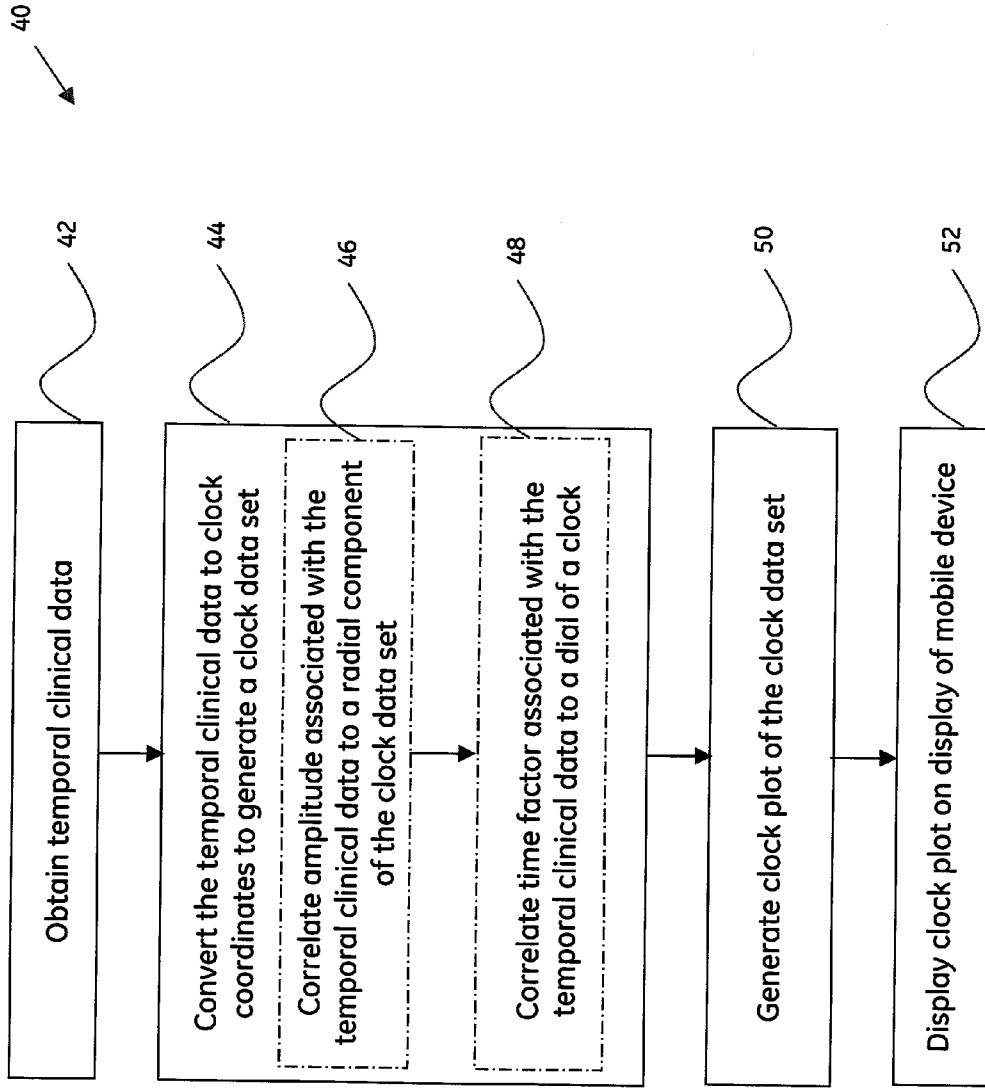 40
Obtain temporal clinical data
42
Convert the temporal clinical data to clock
coordinates to generate a clock data set
44
Correlate amplitude associated with the
temporal clinical data to a radial component
of the clock data set
46
Correlate time factor associated with the
temporal clinical data to a dial of a clock
48
Generate clock plot of the clock data set
50
Display clock plot on display of mobile device
52